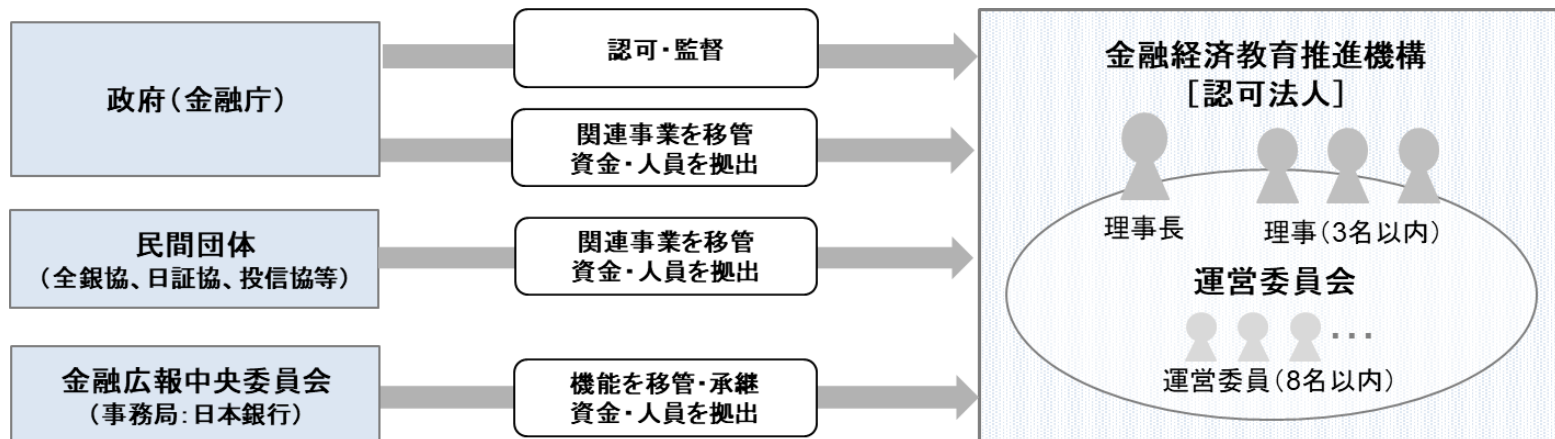 政府（金融庁）
認可・監督
関連事業を移管
資金・人員を拠出
民間団体
（全銀協、日証協、投信協等）
関連事業を移管
資金・人員を拠出
金融広報中央委員会
（事務局：日本銀行）
機能を移管・承継
資金・人員を拠出
金融経済教育推進機構
［認可法人］
理事長
理事（3名以内）
運営委員会
…
運営委員（8名以内）